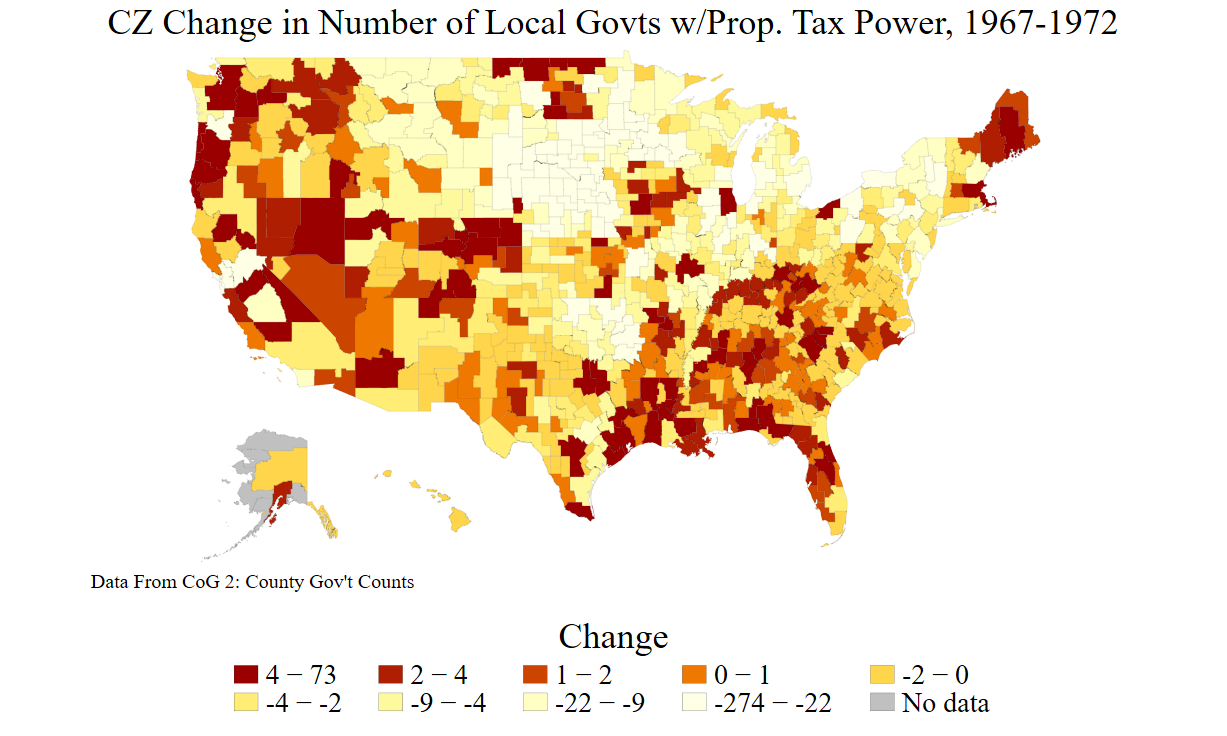 CZ Change in Number of Local Govts w/Prop. Tax Power, 1967-1972
Data From CoG 2: County Gov't Counts
Change
4 − 73 2 − 4 1 − 2 0 − 1 -2 − 0
-4 − -2 -9 − -4 -22 − -9 -274 − -22 No data